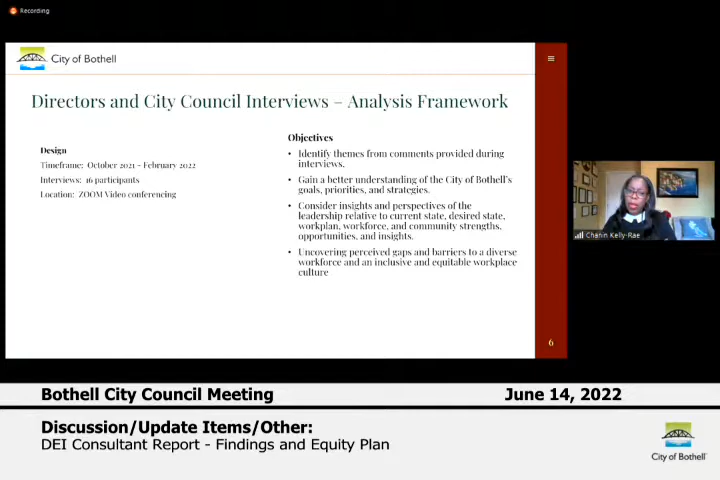 Recording
City of Bothell
Directors and City Council Interviews – Analysis Framework
Design
Timeframe: October 2021 - February 2022
Interviews: 16 participants
Location: ZOOM Video conferencing
Objectives
• Identify themes from comments provided during
interviews.
• Gain a better understanding of the City of Bothell's
goals, priorities, and strategies.
• Consider insights and perspectives of the
leadership relative to current state, desired state,
workplan, workforce, and community strengths,
opportunities, and insights.
• Uncovering perceived gaps and barriers to a diverse
workforce and an inclusive and equitable workplace
culture
6
Chanin Kelly-Rae
Bothell City Council Meeting
June 14, 2022
Discussion/Update Items/Other:
DEI Consultant Report - Findings and Equity Plan
City of Bothell